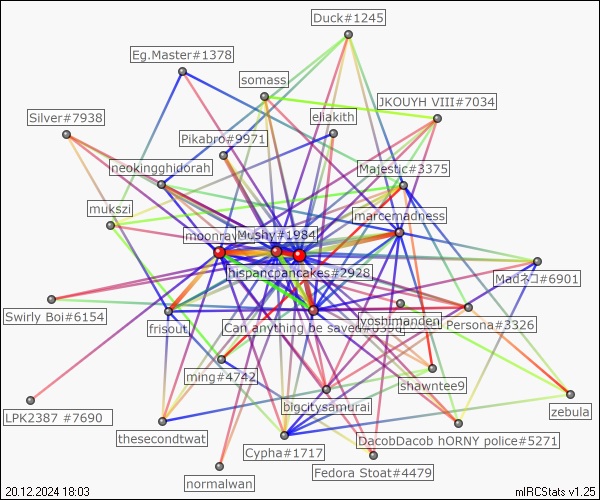 Duck#1245
Eg.Master#1378
somass
JKOUYH VIII#7034
Silver#7938
eliakith
Pikabro#9971
neokingghidorah
Majestic#3375
mukszi
marcemadness
Mushy#1984
hispancpancakes#2928
Madネコ#6901
Swirly Boi#6154
frisout
Can anything be saved
yoshimanden
Persona#3326
ming#4742
shawntee9
LPK2387 #7690
bigcitysamurai
zebula
thesecondtwat
DacobDacob hORNY police#5271
Cypha#1717
Fedora Stoat#4479
normalwan
20.12.2024 18:03
mIRCStats v1.25